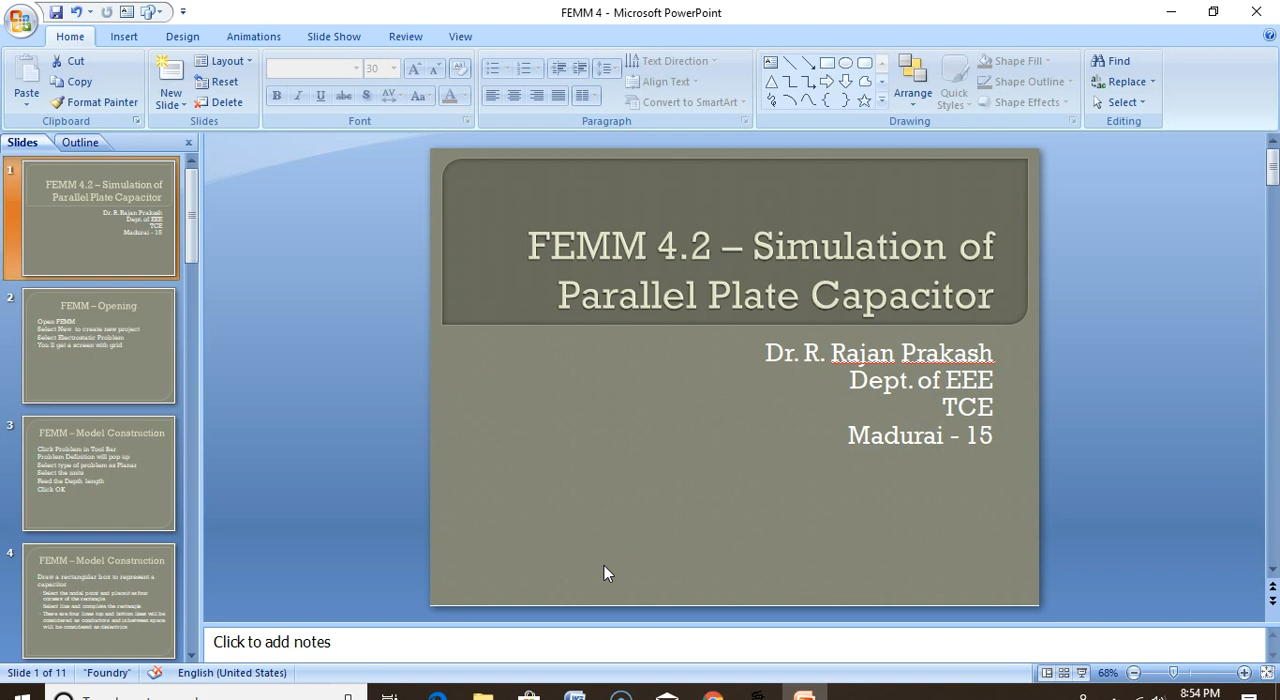 FEMM 4 - Microsoft PowerPoint
Home Insert Design Animations Slide Show Review View
Paste
Cut
Copy
Format Painter
Clipboard
New Slide
Layout
Reset
Delete
Slides
30
B I U abc S AV Aa A
Font
Text Direction
Align Text
Convert to SmartArt
Paragraph
Arrange
Quick Styles
Shape Fill
Shape Outline
Shape Effects
Drawing
Find
Replace
Select
Editing
Slides Outline
1
FEMM 4.2 – Simulation of
Parallel Plate Capacitor
Dr. R. Rajan Prakash
Dept. of EEE
TCE
Madurai - 15
2
FEMM – Opening
Open FEMM
Select New to create new project
Select Electrostatic Problem
You'll get a screen with grid
3
FEMM – Model Construction
Click Problem in Tool Bar
Problem Definition will pop up
Select type of problem as Planar
Select the units
Feed the Depth length
Click OK
4
FEMM – Model Construction
Draw a rectangular box to represent a
capacitor
Select the nodal point and place it as four
corners of the rectangle
Select line and complete the rectangle
There are four lines top and bottom lines will
be considered as conductors and inbetween space
will be considered as dielectrics
FEMM 4.2 – Simulation of
Parallel Plate Capacitor
Dr. R. Rajan Prakash
Dept. of EEE
TCE
Madurai - 15
Click to add notes
Slide 1 of 11 "Foundry" English (United States) 68%
8:54 PM